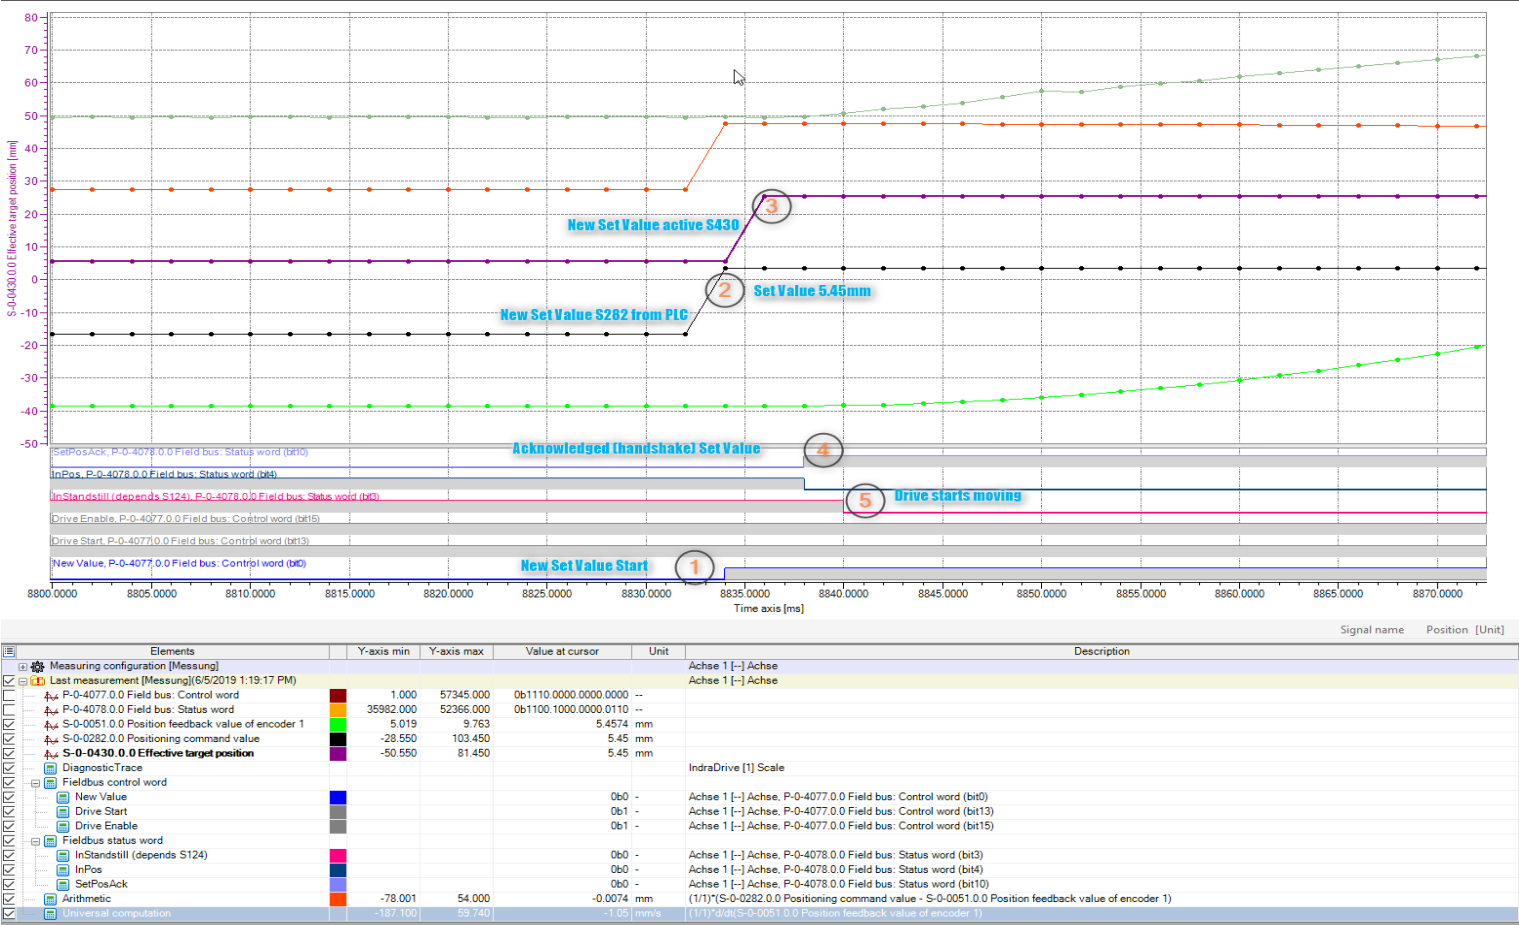 80
70
60
50
40
30
20
10
0
-10
-20
-30
-40
-50
S-0-0430.0.0 Effective target position [mm]
3
New Set Value active S430
2
Set Value 5.45mm
New Set Value S282 from PLC
Acknowledged (handshake) Set Value
4
SetPosAck, P-0-4078.0.0 Field bus: Status word (bit10)
InPos, P-0-4078.0.0 Field bus: Status word (bit4)
InStandstill (depends S124), P-0-4078.0.0 Field bus: Status word (bit3)
5
Drive starts moving
Drive Enable, P-0-4077.0.0 Field bus: Control word (bit15)
Drive Start, P-0-4077.0.0 Field bus: Control word (bit13)
New Value, P-0-4077.0.0 Field bus: Control word (bit0)
New Set Value Start
1
8800.0000 8805.0000 8810.0000 8815.0000 8820.0000 8825.0000 8830.0000 8835.0000 8840.0000 8845.0000 8850.0000 8855.0000 8860.0000 8865.0000 8870.0000
Time axis [ms]
Signal name Position [Unit]
Elements Y-axis min Y-axis max Value at cursor Unit Description
Measuring configuration [Messung] Achse 1 [--] Achse
Last measurement [Messung](6/5/2019 1:19:17 PM) Achse 1 [--] Achse
P-0-4077.0.0 Field bus: Control word 1.000 57345.000 0b1110.0000.0000.0000 --
P-0-4078.0.0 Field bus: Status word 35982.000 52366.000 0b1100.1000.0000.0110 --
S-0-0051.0.0 Position feedback value of encoder 1 5.019 9.763 5.4574 mm
S-0-0282.0.0 Positioning command value -28.550 103.450 5.45 mm
S-0-0430.0.0 Effective target position -50.550 81.450 5.45 mm
DiagnosticTrace IndraDrive [1] Scale
Fieldbus control word
New Value 0b0 - Achse 1 [--] Achse, P-0-4077.0.0 Field bus: Control word (bit0)
Drive Start 0b1 - Achse 1 [--] Achse, P-0-4077.0.0 Field bus: Control word (bit13)
Drive Enable 0b1 - Achse 1 [--] Achse, P-0-4077.0.0 Field bus: Control word (bit15)
Fieldbus status word
InStandstill (depends S124) 0b0 - Achse 1 [--] Achse, P-0-4078.0.0 Field bus: Status word (bit3)
InPos 0b0 - Achse 1 [--] Achse, P-0-4078.0.0 Field bus: Status word (bit4)
SetPosAck 0b0 - Achse 1 [--] Achse, P-0-4078.0.0 Field bus: Status word (bit10)
Arithmetic -78.001 54.000 -0.0074 mm (1/1)*(S-0-0282.0.0 Positioning command value - S-0-0051.0.0 Position feedback value of encoder 1)
Universal computation -187.100 59.740 -1.05 mm/s (1/1)*d/dt(S-0-0051.0.0 Position feedback value of encoder 1)